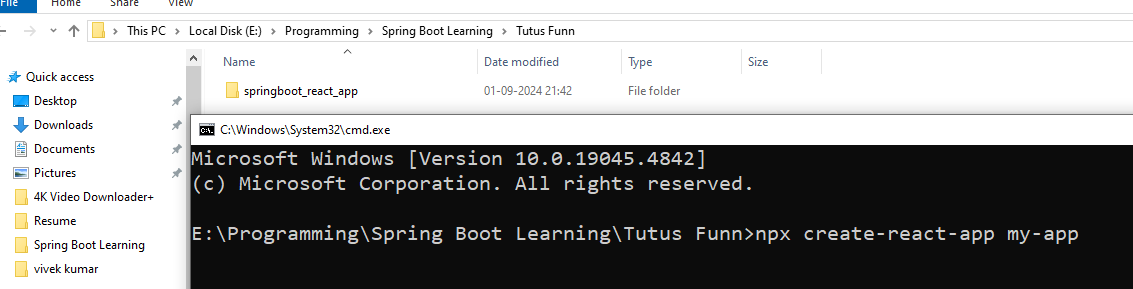 File Home Share View
This PC > Local Disk (E:) > Programming > Spring Boot Learning > Tutus Funn
Name Date modified Type Size
Quick access
springboot_react_app 01-09-2024 21:42 File folder
Desktop
Downloads
Documents
Pictures
4K Video Downloader+
Resume
Spring Boot Learning
vivek kumar
C:\Windows\System32\cmd.exe
Microsoft Windows [Version 10.0.19045.4842]
(c) Microsoft Corporation. All rights reserved.
E:\Programming\Spring Boot Learning\Tutus Funn>npx create-react-app my-app